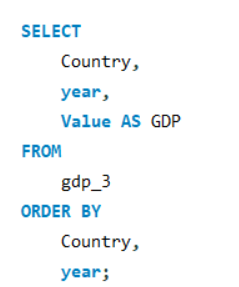 SELECT
Country,
year,
Value AS GDP
FROM
gdp_3
ORDER BY
Country,
year;